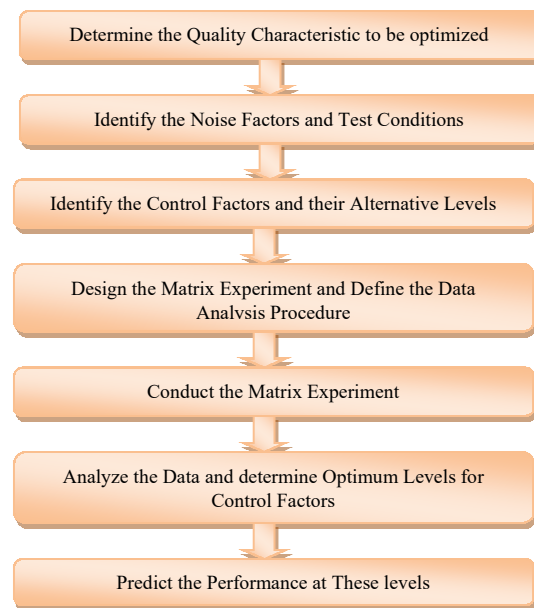 Determine the Quality Characteristic to be optimized
Identify the Noise Factors and Test Conditions
Identify the Control Factors and their Alternative Levels
Design the Matrix Experiment and Define the Data
Analysis Procedure
Conduct the Matrix Experiment
Analyze the Data and determine Optimum Levels for
Control Factors
Predict the Performance at These levels